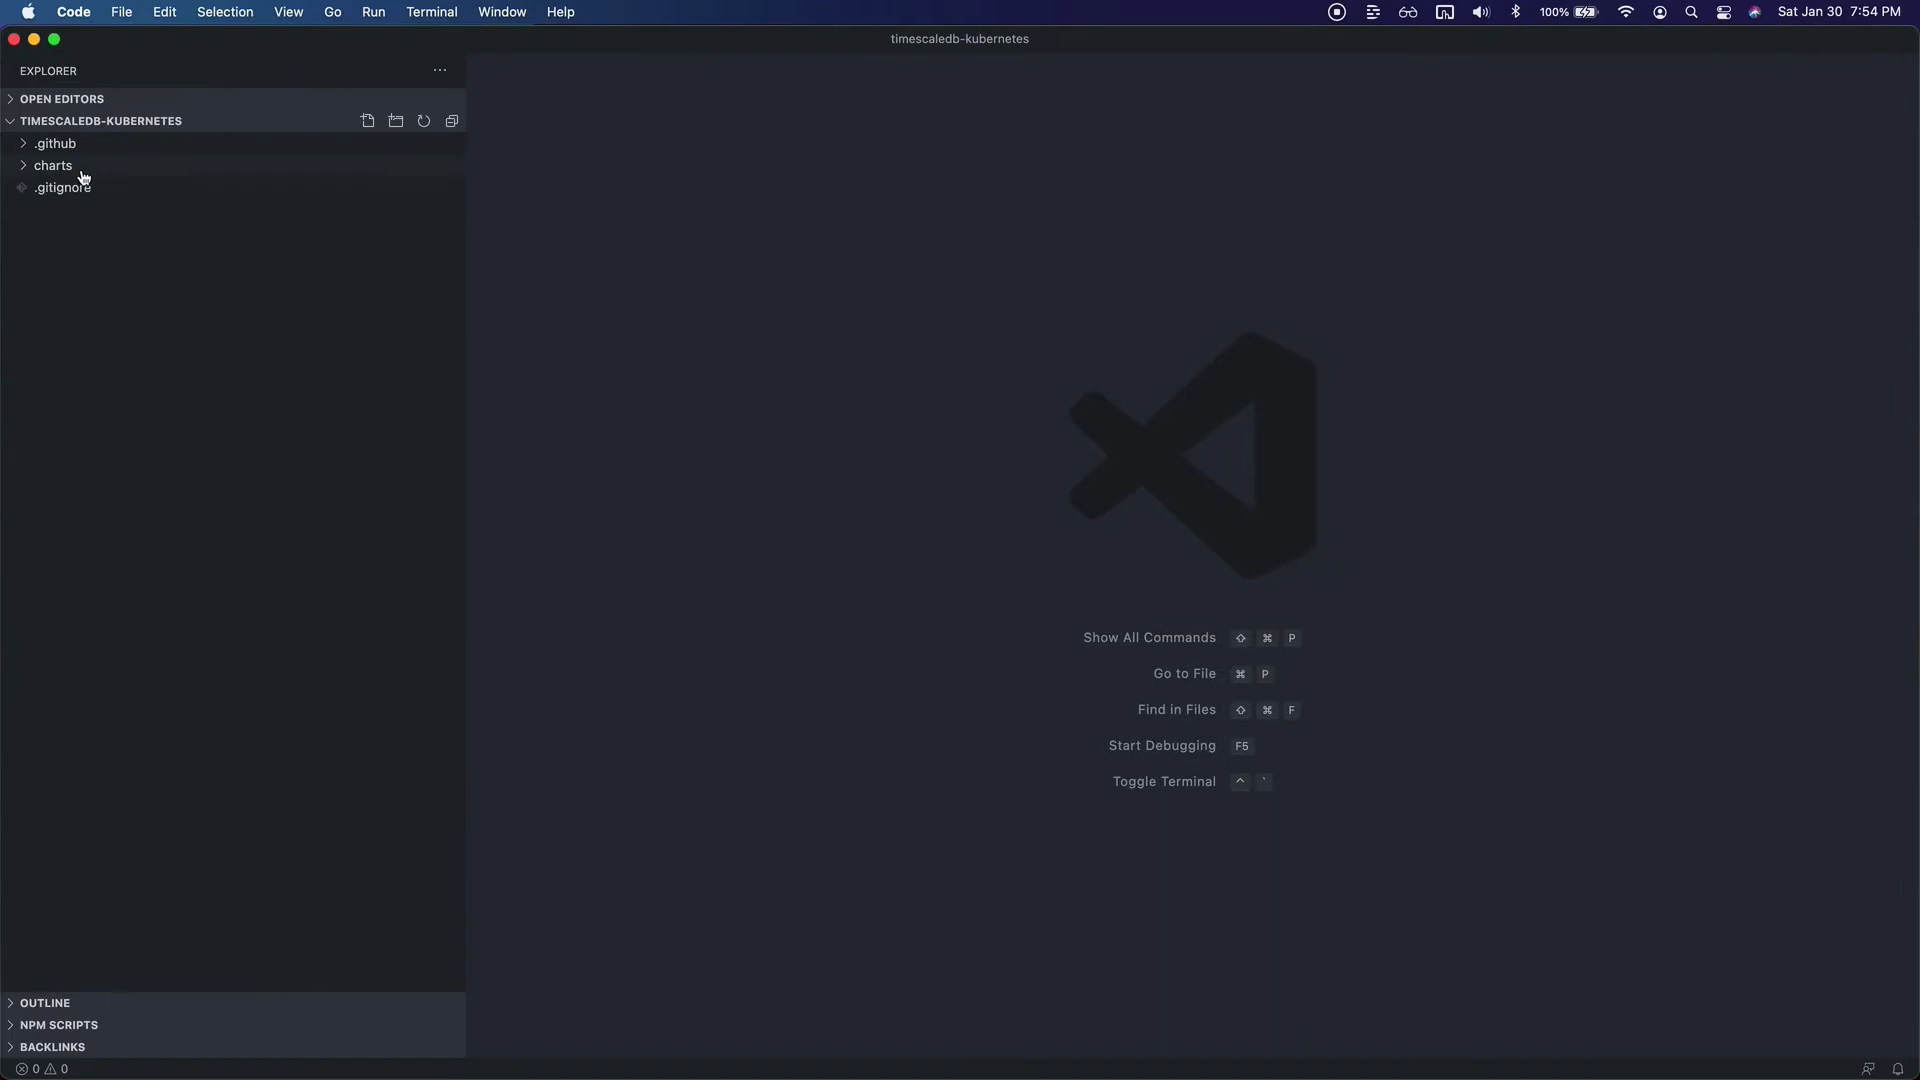 Code File Edit Selection View Go Run Terminal Window Help 100% Sat Jan 30 7:54 PM
timescaledb-kubernetes
EXPLORER
OPEN EDITORS
TIMESCALEDB-KUBERNETES
.github
charts
.gitignore
Show All Commands ⇧ ⌘ P
Go to File ⌘ P
Find in Files ⇧ ⌘ F
Start Debugging F5
Toggle Terminal ^ `
OUTLINE
NPM SCRIPTS
BACKLINKS
0 0